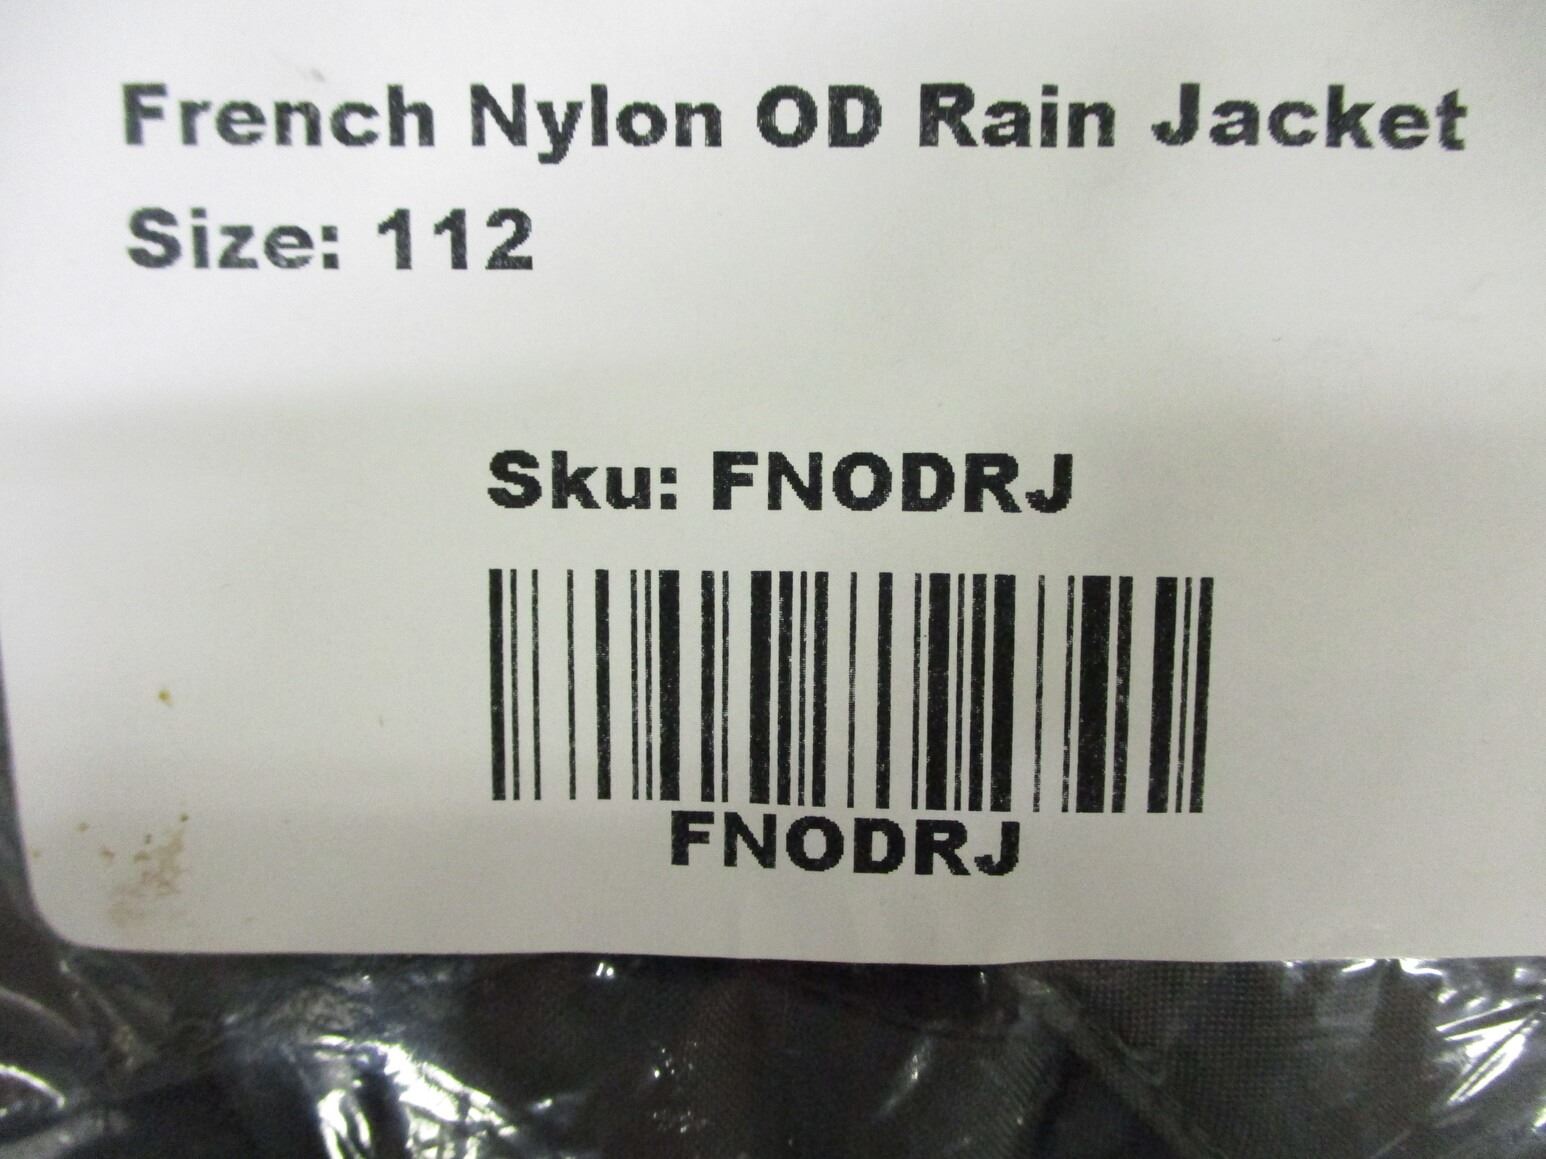 French Nylon OD Rain Jacket
Size: 112
Sku: FNODRJ
FNODRJ